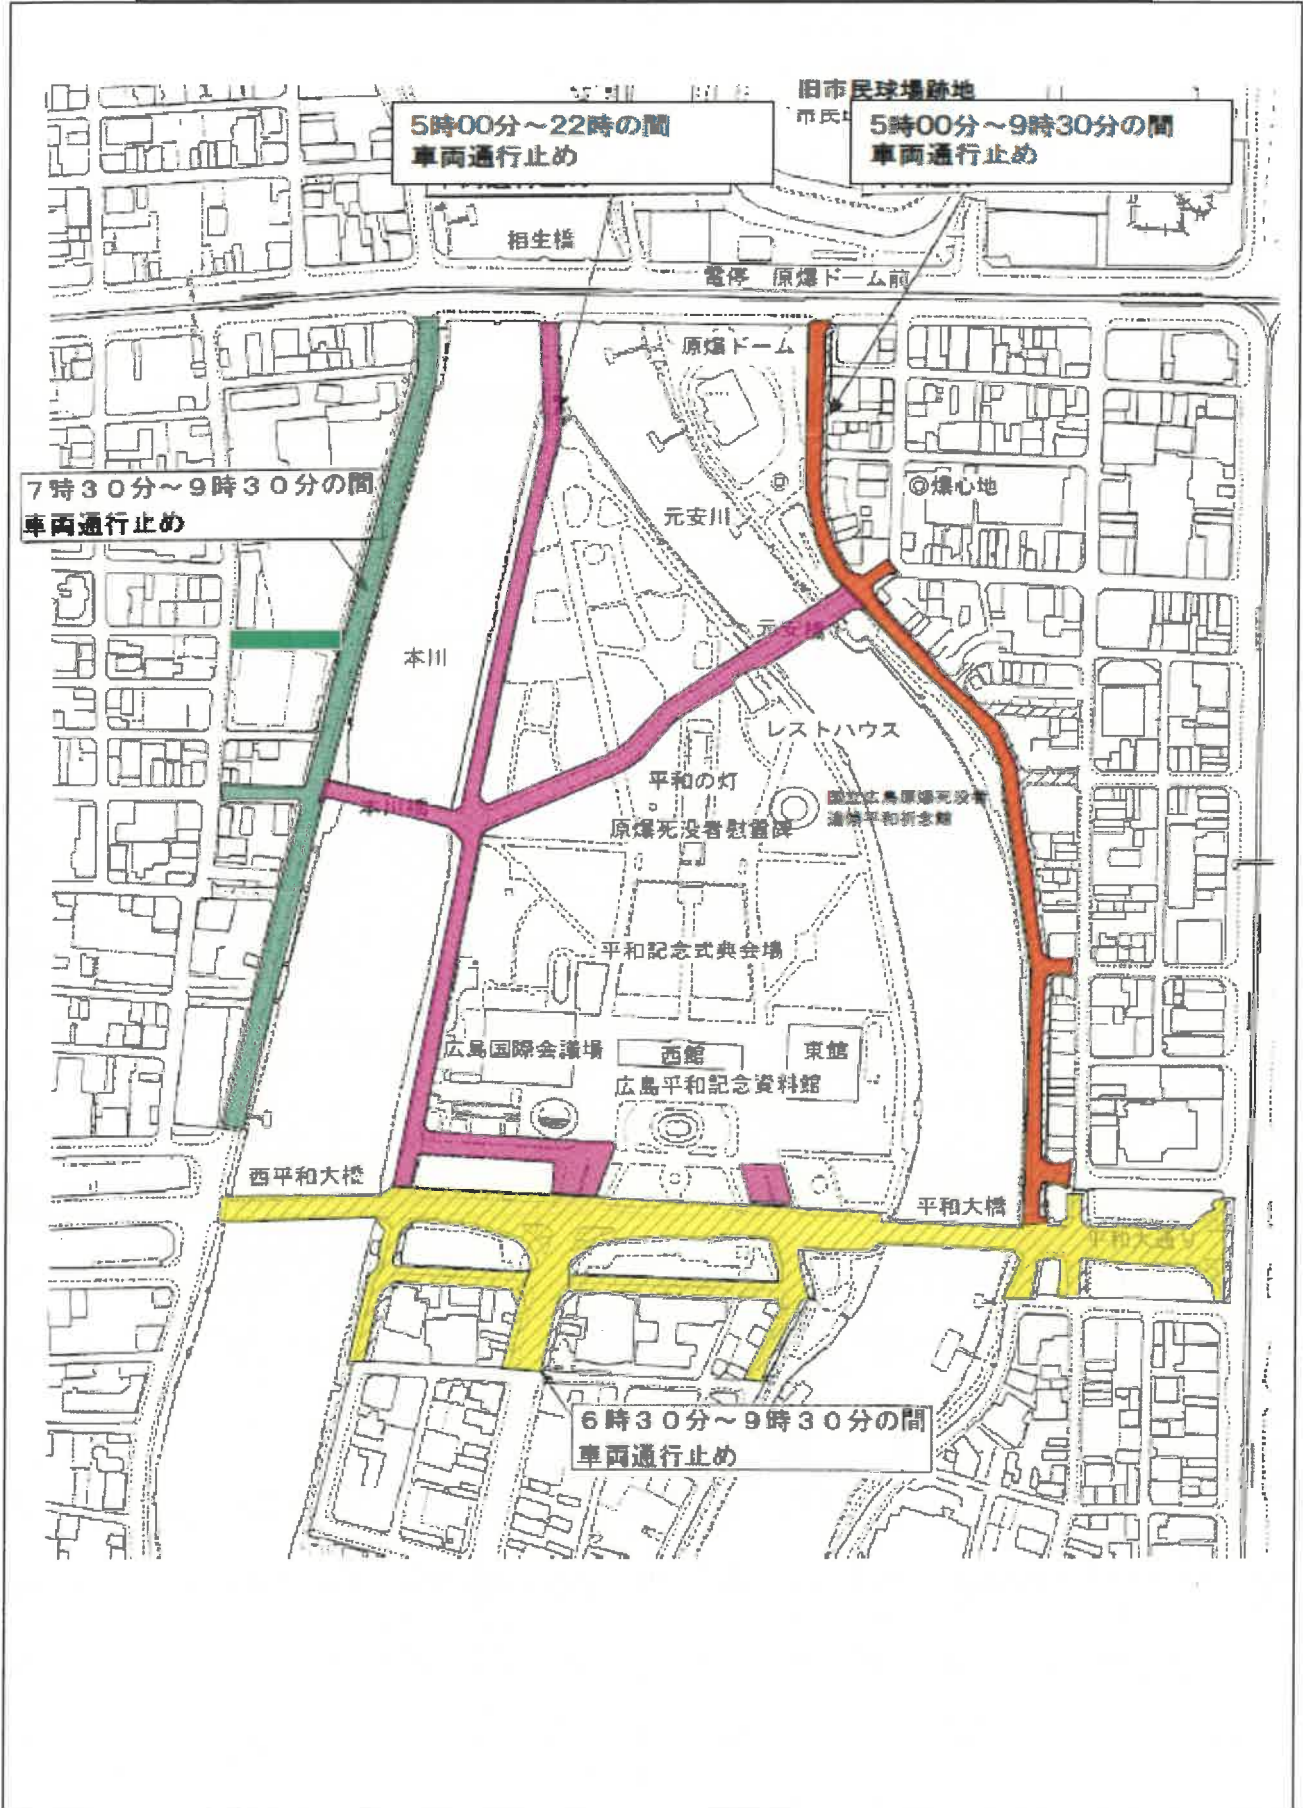 旧市民球場跡地
市民
5時00分～22時の間
車両通行止め
5時00分～9時30分の間
車両通行止め
相生橋
電停 原爆ドーム前
原爆ドーム
7時30分～9時30分の間
車両通行止め
◎爆心地
元安川
元安橋
本川
レストハウス
平和の灯
国立広島原爆死没者
追悼平和祈念館
本川橋
原爆死没者慰霊碑
平和記念式典会場
広島国際会議場
西館
東館
広島平和記念資料館
西平和大橋
平和大橋
平和大通り
6時30分～9時30分の間
車両通行止め